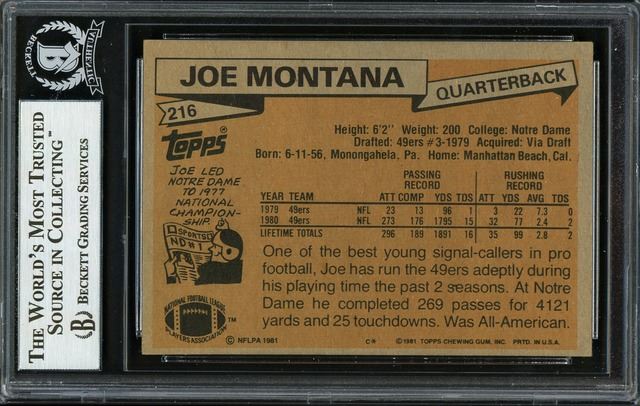 BECKETT
AUTHENTIC
THE WORLD'S MOST TRUSTED
SOURCE IN COLLECTING™
BECKETT GRADING SERVICES
JOE MONTANA
QUARTERBACK
216
Topps®
Height: 6'2" Weight: 200 College: Notre Dame
Drafted: 49ers #3-1979 Acquired: Via Draft
Born: 6-11-56, Monongahela, Pa. Home: Manhattan Beach, Cal.
JOE LED
NOTRE DAME
TO 1977
NATIONAL
CHAMPION-
SHIP.
SPORTS
ND #1
PASSING RECORD RUSHING RECORD
YEAR TEAM ATT COMP YDS TDS ATT YDS AVG TDS
1979 49ers NFL 23 13 96 1 3 22 7.3 0
1980 49ers NFL 273 176 1795 15 32 77 2.4 2
LIFETIME TOTALS 296 189 1891 16 35 99 2.8 2
One of the best young signal-callers in pro
football, Joe has run the 49ers adeptly during
his playing time the past 2 seasons. At Notre
Dame he completed 269 passes for 4121
yards and 25 touchdowns. Was All-American.
NATIONAL FOOTBALL LEAGUE
PLAYERS ASSOCIATION
™
© NFLPA 1981
C*
©1981 TOPPS CHEWING GUM, INC. PRTD. IN U.S.A.